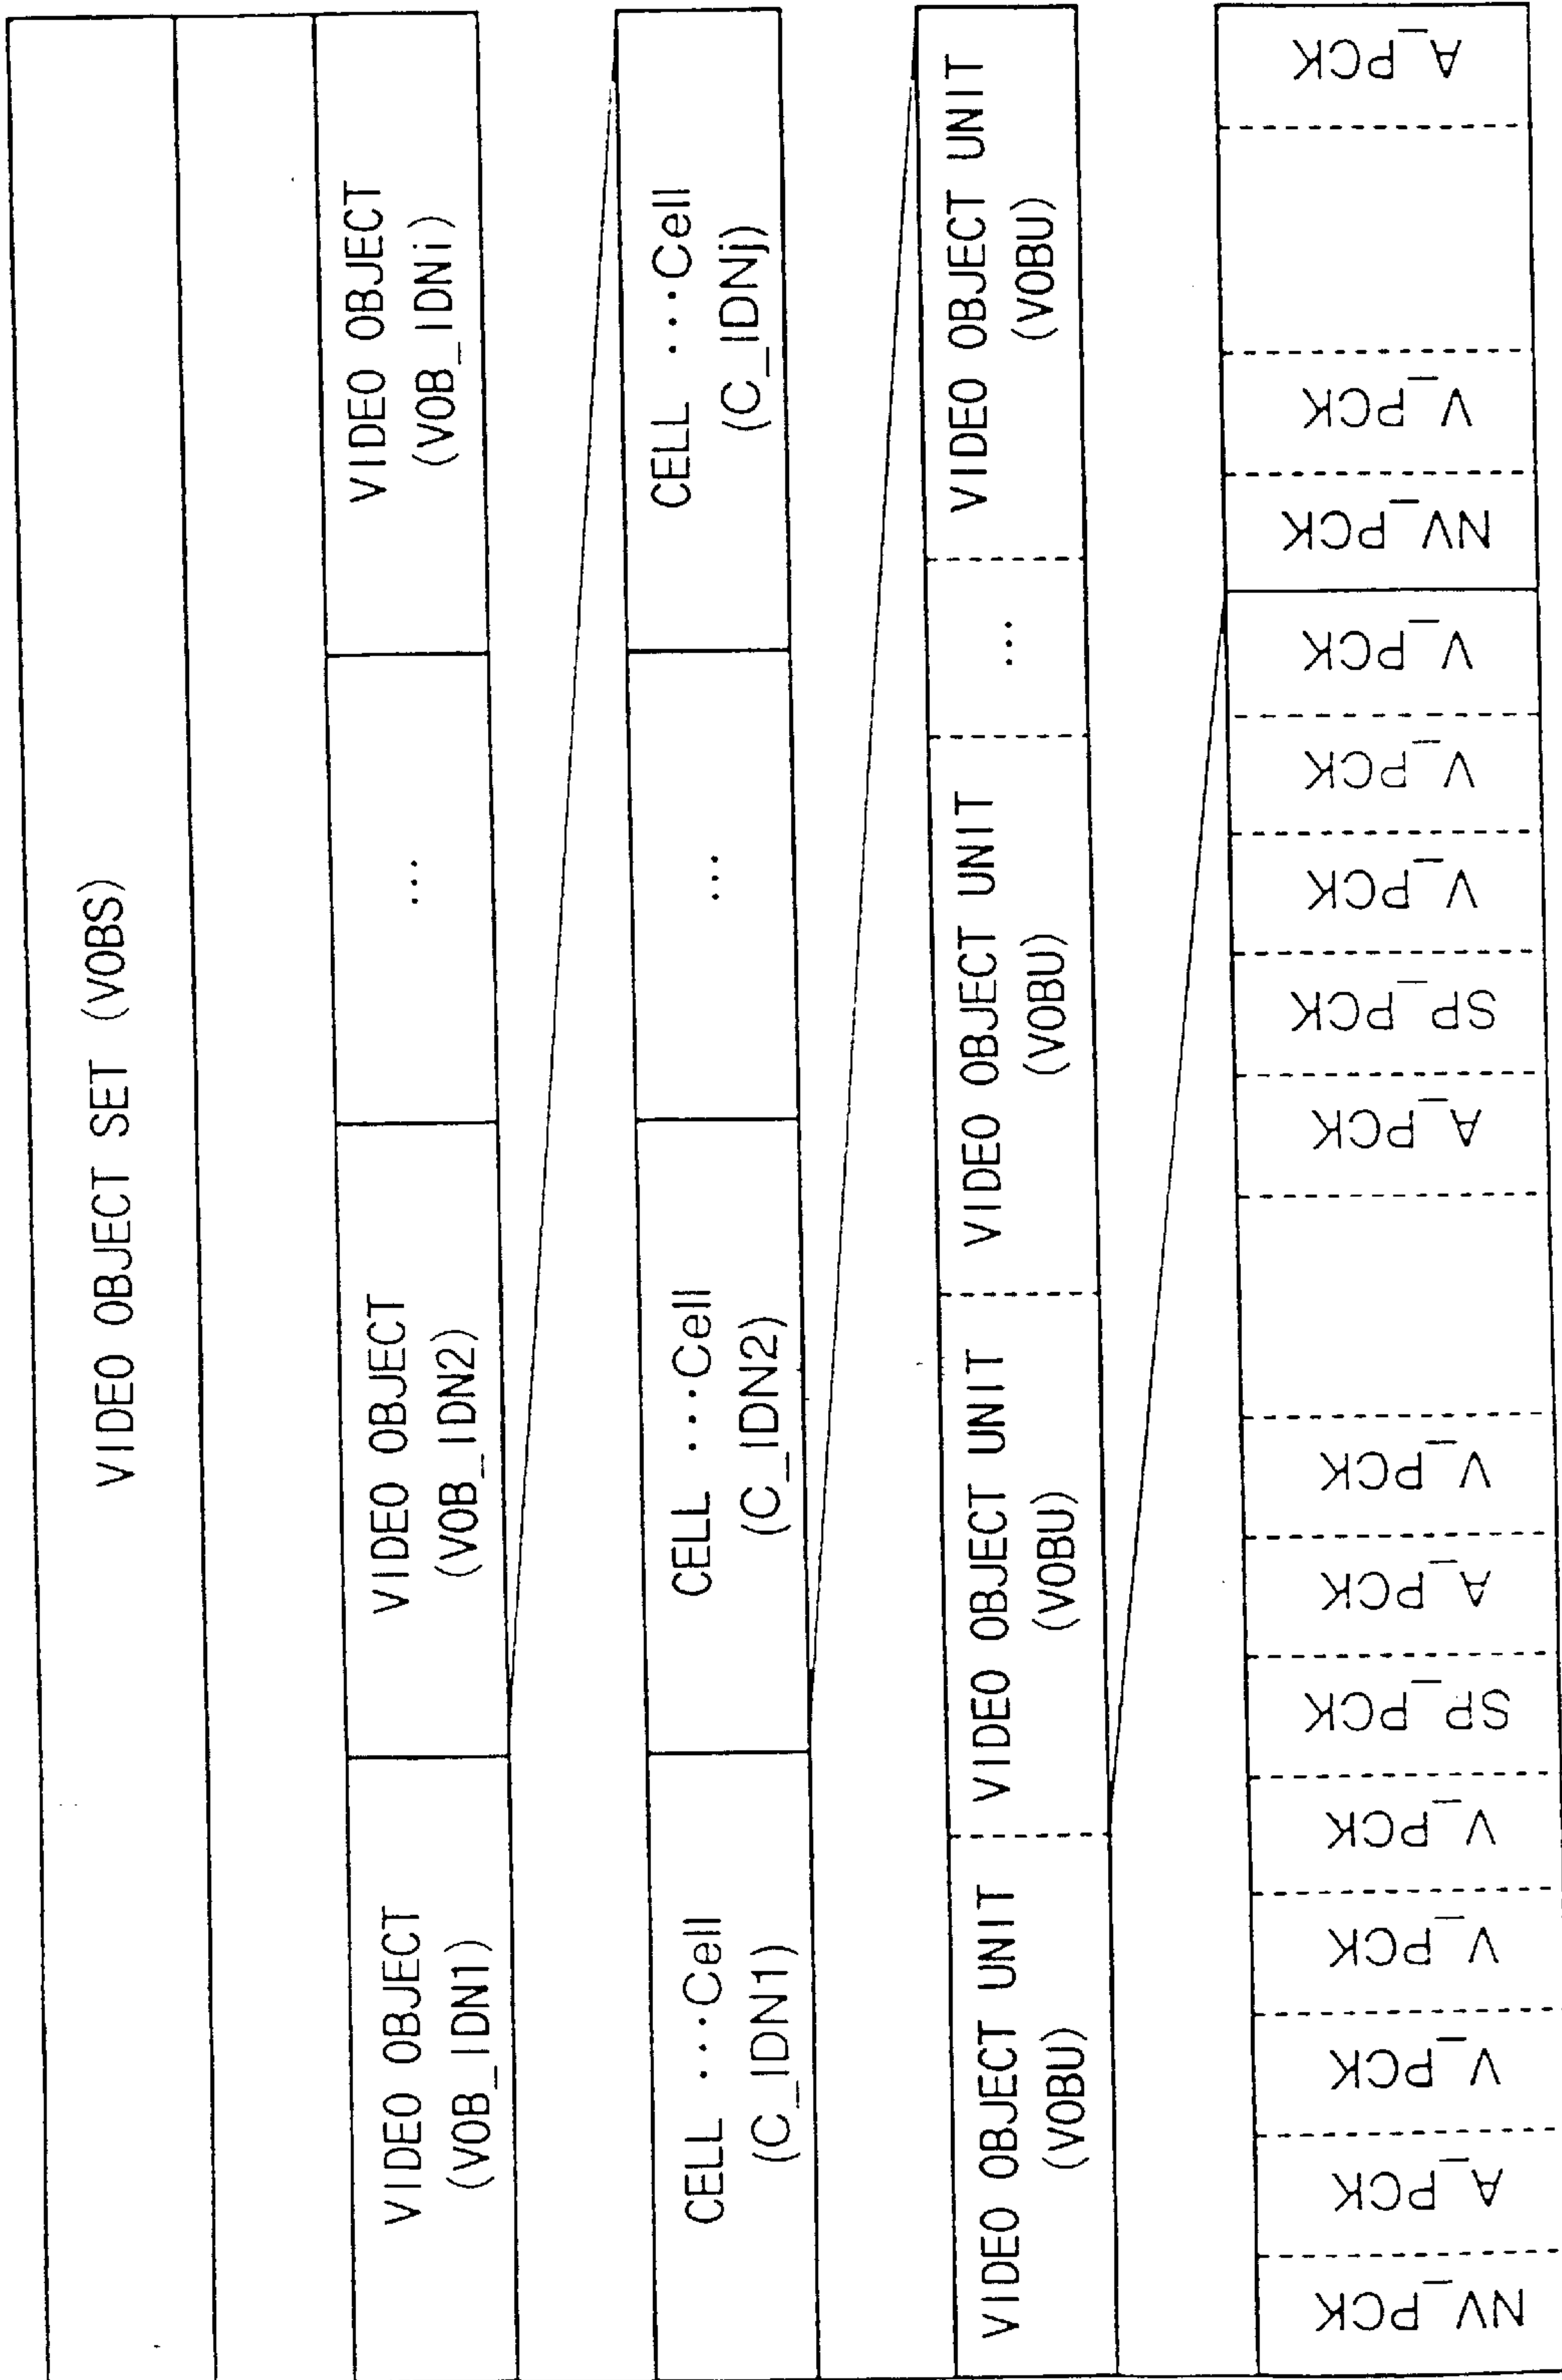 VIDEO OBJECT SET (VOBS)
VIDEO OBJECT
(VOB_IDN1)
VIDEO OBJECT
(VOB_IDN2)
...
VIDEO OBJECT
(VOB_IDNi)
CELL ...Cell
(C_IDN1)
CELL ...Cell
(C_IDN2)
...
CELL ...Cell
(C_IDNj)
VIDEO OBJECT UNIT
(VOBU)
VIDEO OBJECT UNIT
(VOBU)
VIDEO OBJECT UNIT
(VOBU)
...
VIDEO OBJECT UNIT
(VOBU)
NV_PCK
A_PCK
V_PCK
V_PCK
V_PCK
SP_PCK
A_PCK
V_PCK
A_PCK
SP_PCK
V_PCK
V_PCK
V_PCK
NV_PCK
V_PCK
A_PCK